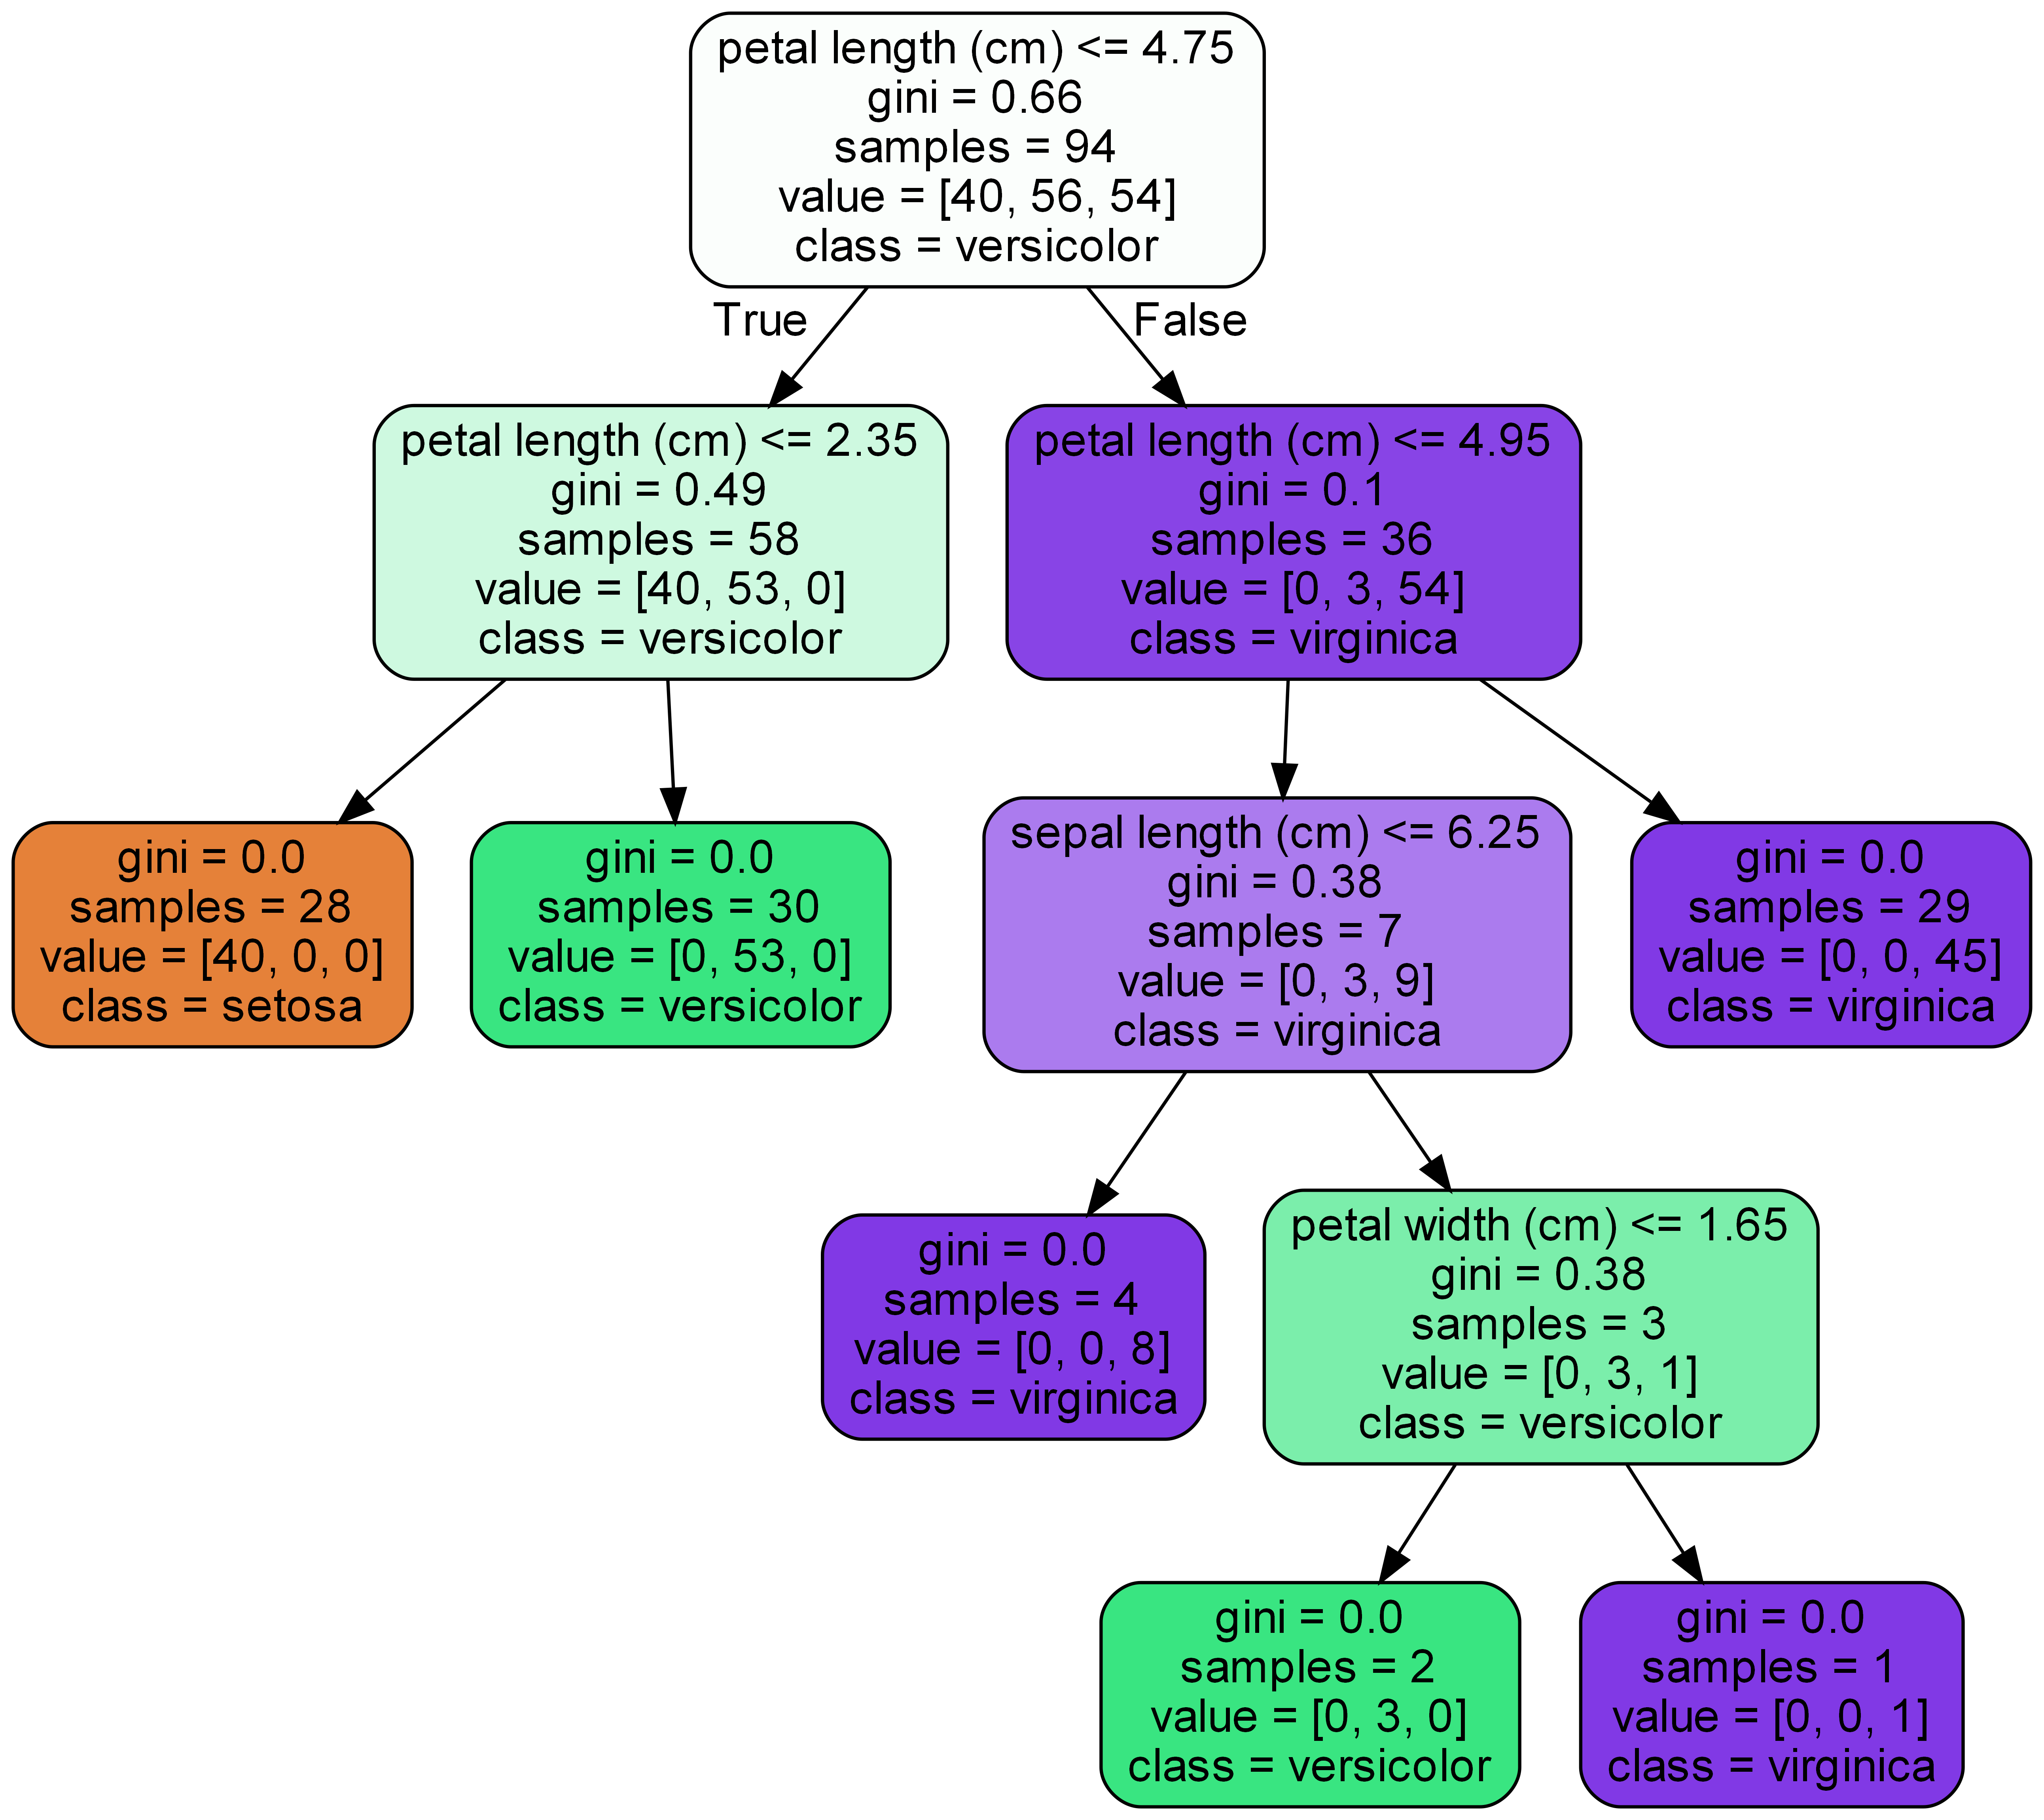 petal length (cm) <= 4.75
gini = 0.66
samples = 94
value = [40, 56, 54]
class = versicolor
True
False
petal length (cm) <= 2.35
gini = 0.49
samples = 58
value = [40, 53, 0]
class = versicolor
petal length (cm) <= 4.95
gini = 0.1
samples = 36
value = [0, 3, 54]
class = virginica
gini = 0.0
samples = 28
value = [40, 0, 0]
class = setosa
gini = 0.0
samples = 30
value = [0, 53, 0]
class = versicolor
sepal length (cm) <= 6.25
gini = 0.38
samples = 7
value = [0, 3, 9]
class = virginica
gini = 0.0
samples = 29
value = [0, 0, 45]
class = virginica
gini = 0.0
samples = 4
value = [0, 0, 8]
class = virginica
petal width (cm) <= 1.65
gini = 0.38
samples = 3
value = [0, 3, 1]
class = versicolor
gini = 0.0
samples = 2
value = [0, 3, 0]
class = versicolor
gini = 0.0
samples = 1
value = [0, 0, 1]
class = virginica